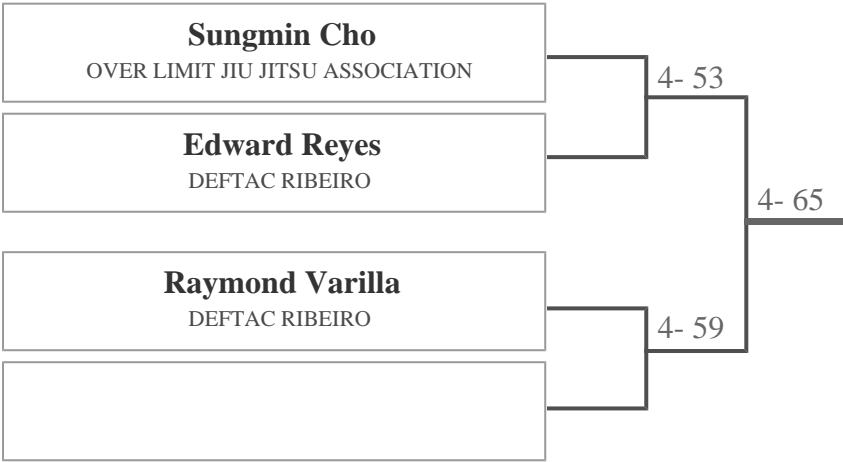 Sungmin Cho
OVER LIMIT JIU JITSU ASSOCIATION
4- 53
Edward Reyes
DEFTAC RIBEIRO
4- 65
Raymond Varilla
DEFTAC RIBEIRO
4- 59